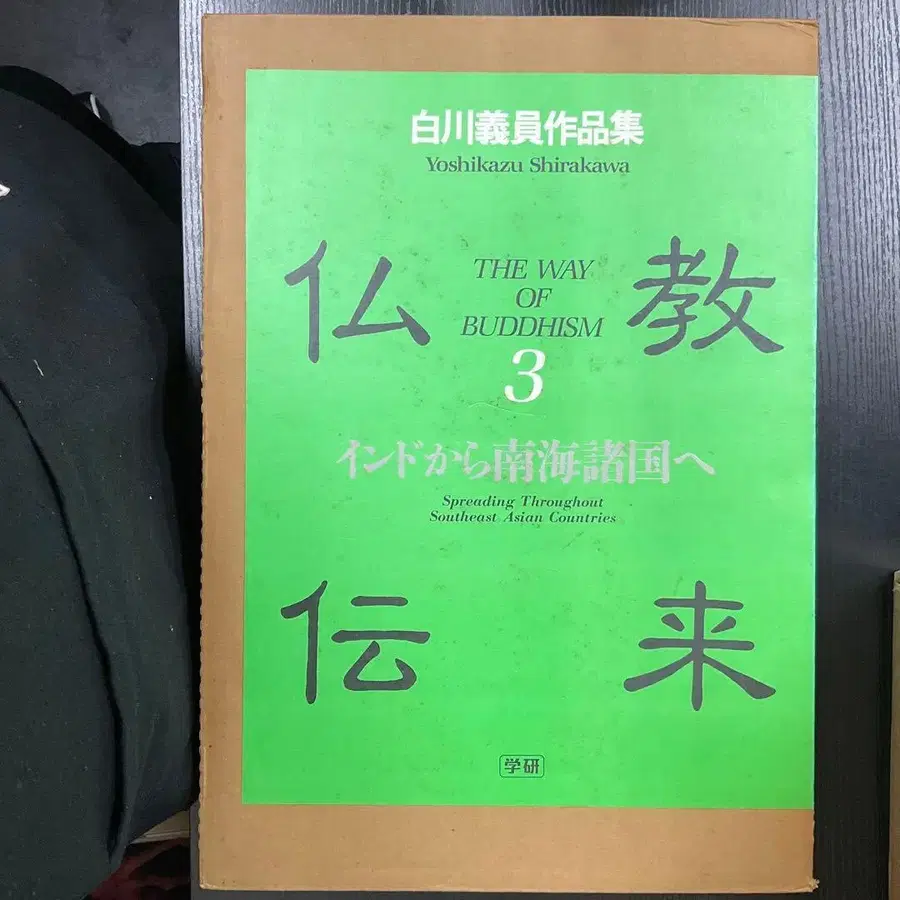 白川義員作品集
Yoshikazu Shirakawa
仏教
THE WAY
OF
BUDDHISM
3
インドから南海諸国へ
Spreading Throughout
Southeast Asian Countries
伝来
学研